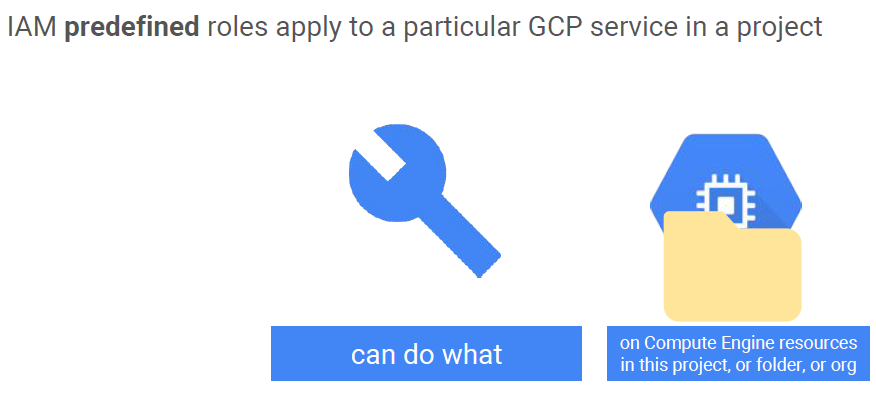 IAM predefined roles apply to a particular GCP service in a project
can do what
on Compute Engine resources
in this project, or folder, or org